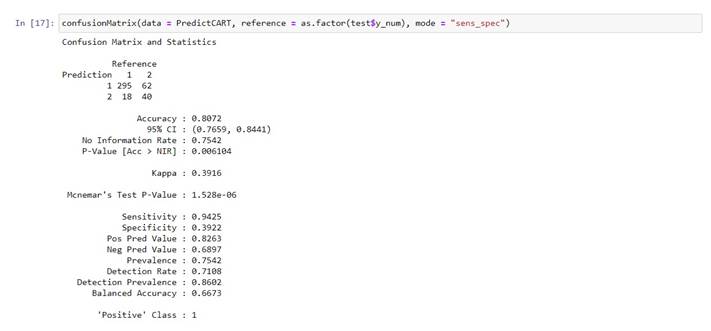 In [17]: confusionMatrix(data = PredictCART, reference = as.factor(test$y_num), mode = "sens_spec")
Confusion Matrix and Statistics
Reference
Prediction 1 2
1 295 62
2 18 40
Accuracy : 0.8072
95% CI : (0.7659, 0.8441)
No Information Rate : 0.7542
P-Value [Acc > NIR] : 0.006104
Kappa : 0.3916
Mcnemar's Test P-Value : 1.528e-06
Sensitivity : 0.9425
Specificity : 0.3922
Pos Pred Value : 0.8263
Neg Pred Value : 0.6897
Prevalence : 0.7542
Detection Rate : 0.7108
Detection Prevalence : 0.8602
Balanced Accuracy : 0.6673
'Positive' Class : 1